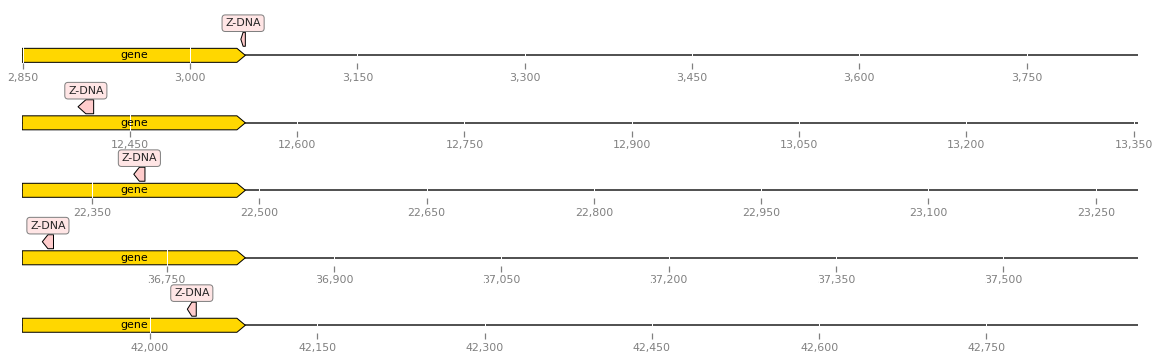 Z-DNA
gene
2,850 3,000 3,150 3,300 3,450 3,600 3,750
Z-DNA
gene
12,450 12,600 12,750 12,900 13,050 13,200 13,350
Z-DNA
gene
22,350 22,500 22,650 22,800 22,950 23,100 23,250
Z-DNA
gene
36,750 36,900 37,050 37,200 37,350 37,500
Z-DNA
gene
42,000 42,150 42,300 42,450 42,600 42,750